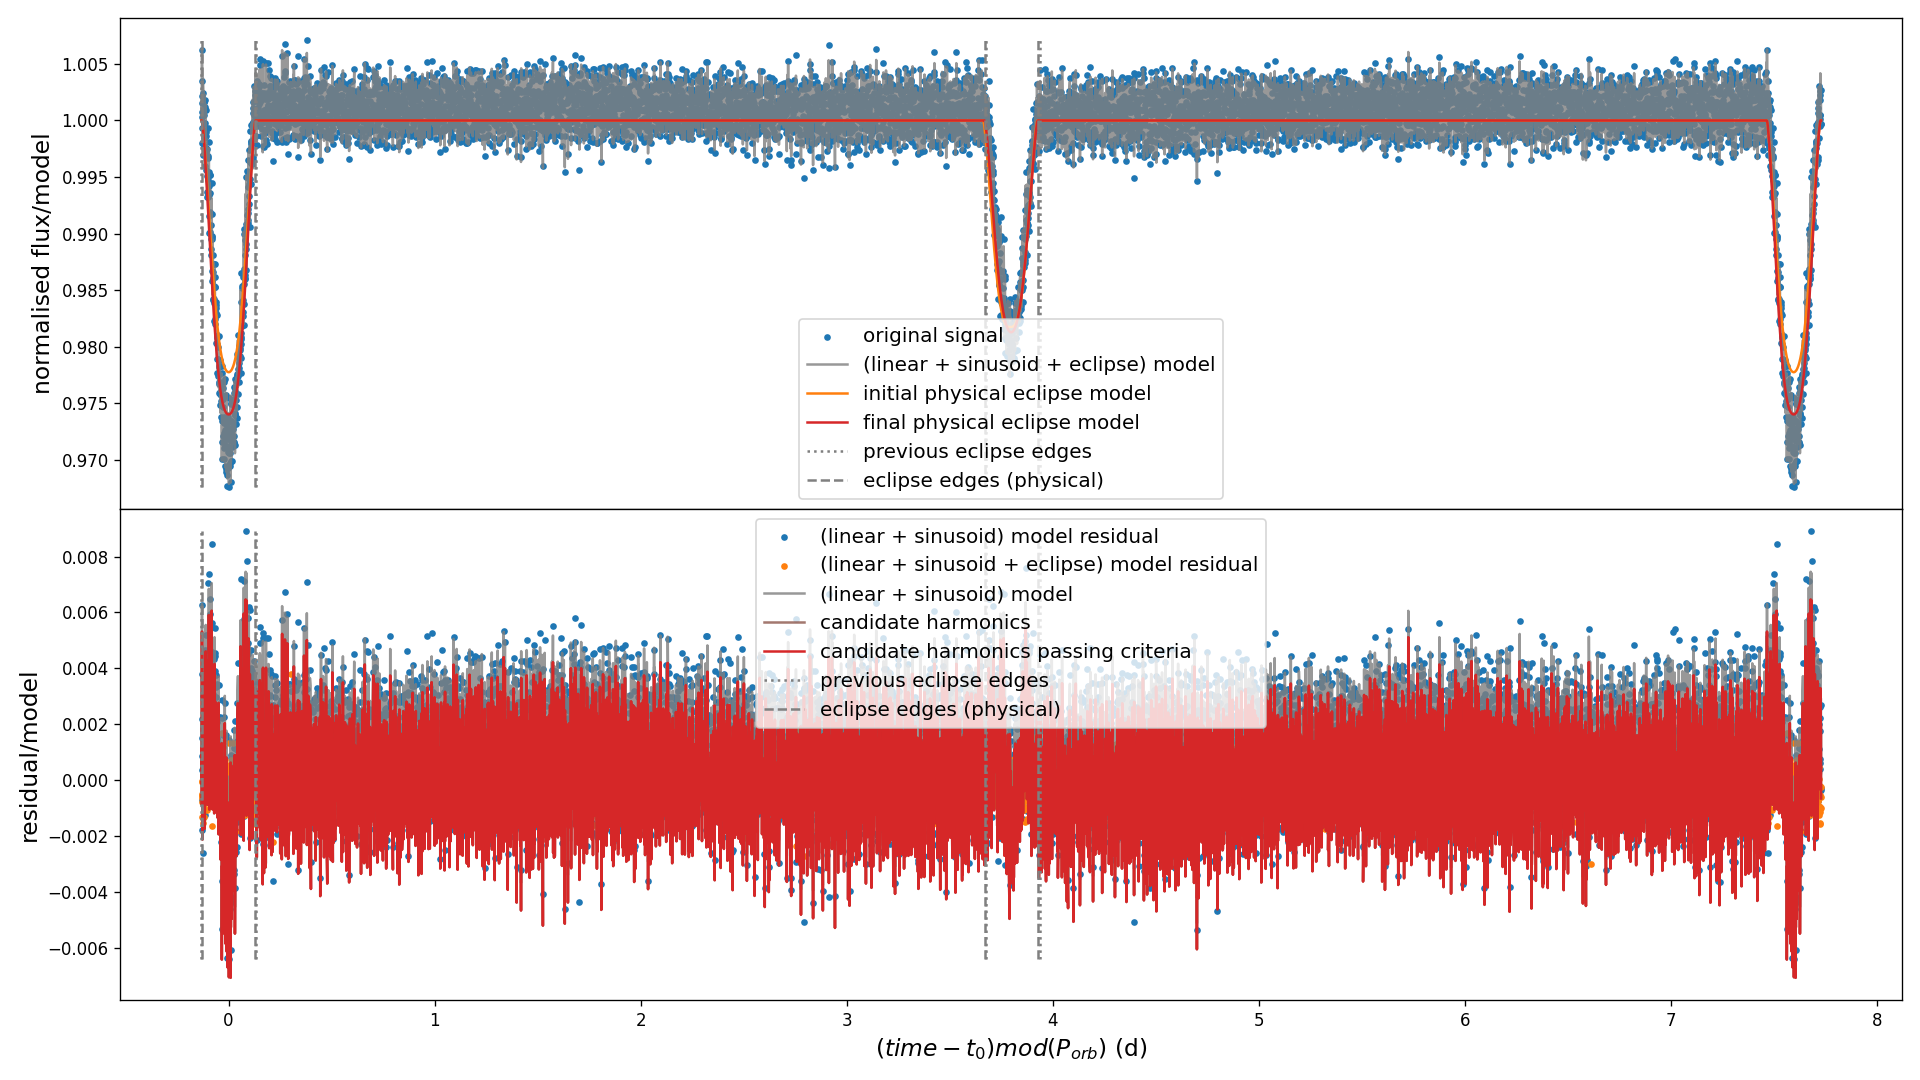 1.005
1.000
0.995
0.990
0.985
0.980
0.975
0.970
normalised flux/model
original signal
(linear + sinusoid + eclipse) model
initial physical eclipse model
final physical eclipse model
previous eclipse edges
eclipse edges (physical)
0.008
0.006
0.004
0.002
0.000
−0.002
−0.004
−0.006
residual/model
(linear + sinusoid) model residual
(linear + sinusoid + eclipse) model residual
(linear + sinusoid) model
candidate harmonics
candidate harmonics passing criteria
previous eclipse edges
eclipse edges (physical)
0 1 2 3 4 5 6 7 8
(time − t₀)mod(P_orb) (d)